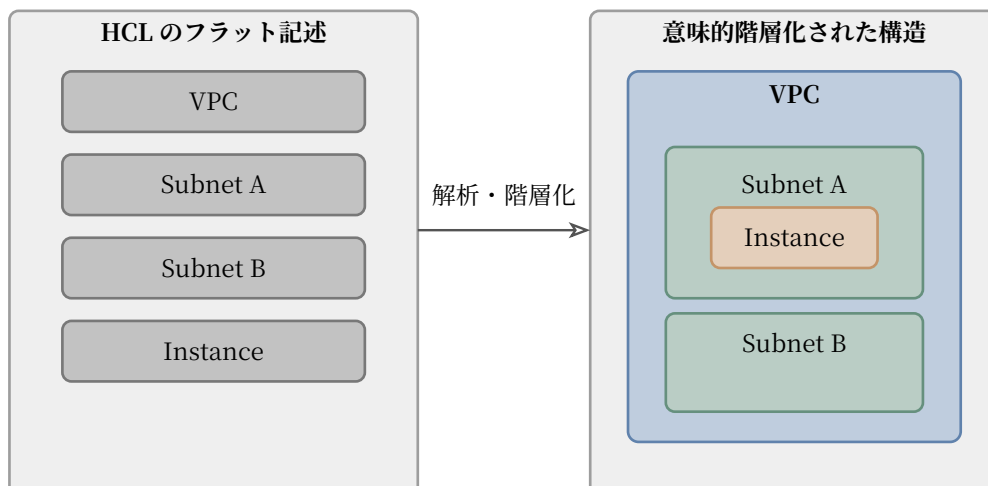 HCL のフラット記述
VPC
Subnet A
Subnet B
Instance
解析・階層化
意味的階層化された構造
VPC
Subnet A
Instance
Subnet B